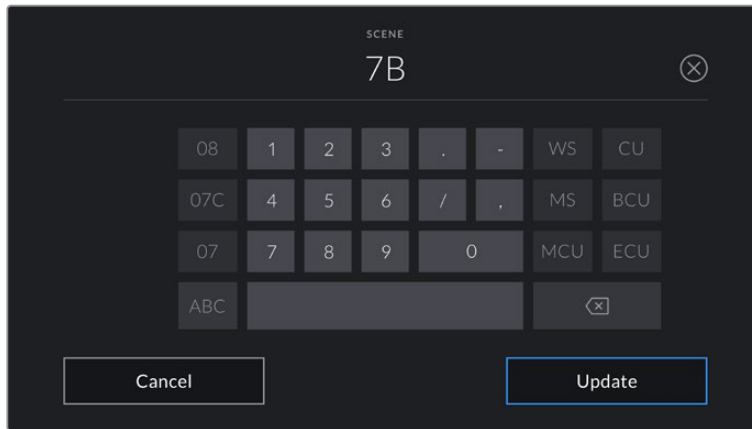 SCENE
7B
08 1 2 3 . - WS CU
07C 4 5 6 / , MS BCU
07 7 8 9 0 MCU ECU
ABC
Cancel Update